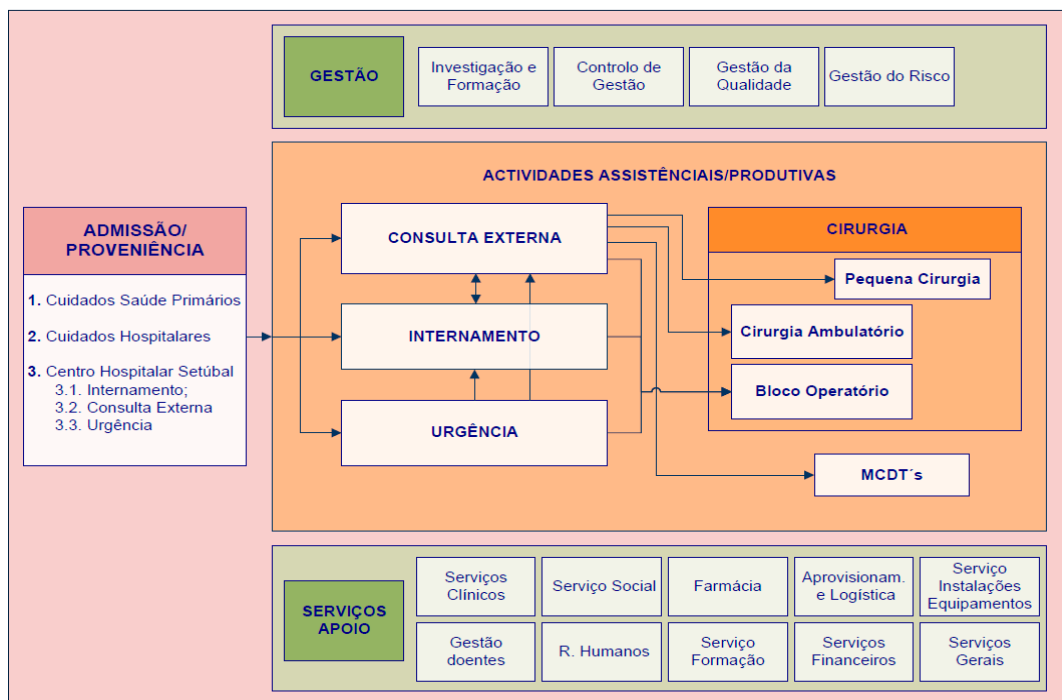 GESTÃO
Investigação e
Formação
Controlo de
Gestão
Gestão da
Qualidade
Gestão do Risco
ACTIVIDADES ASSISTÊNCIAIS/PRODUTIVAS
ADMISSÃO/
PROVENIÊNCIA
1. Cuidados Saúde Primários
2. Cuidados Hospitalares
3. Centro Hospitalar Setúbal
3.1. Internamento;
3.2. Consulta Externa
3.3. Urgência
CONSULTA EXTERNA
INTERNAMENTO
URGÊNCIA
CIRURGIA
Pequena Cirurgia
Cirurgia Ambulatório
Bloco Operatório
MCDT´s
SERVIÇOS
APOIO
Serviços
Clínicos
Serviço Social
Farmácia
Aprovisionam.
e Logística
Serviço
Instalações
Equipamentos
Gestão
doentes
R. Humanos
Serviço
Formação
Serviços
Financeiros
Serviços
Gerais